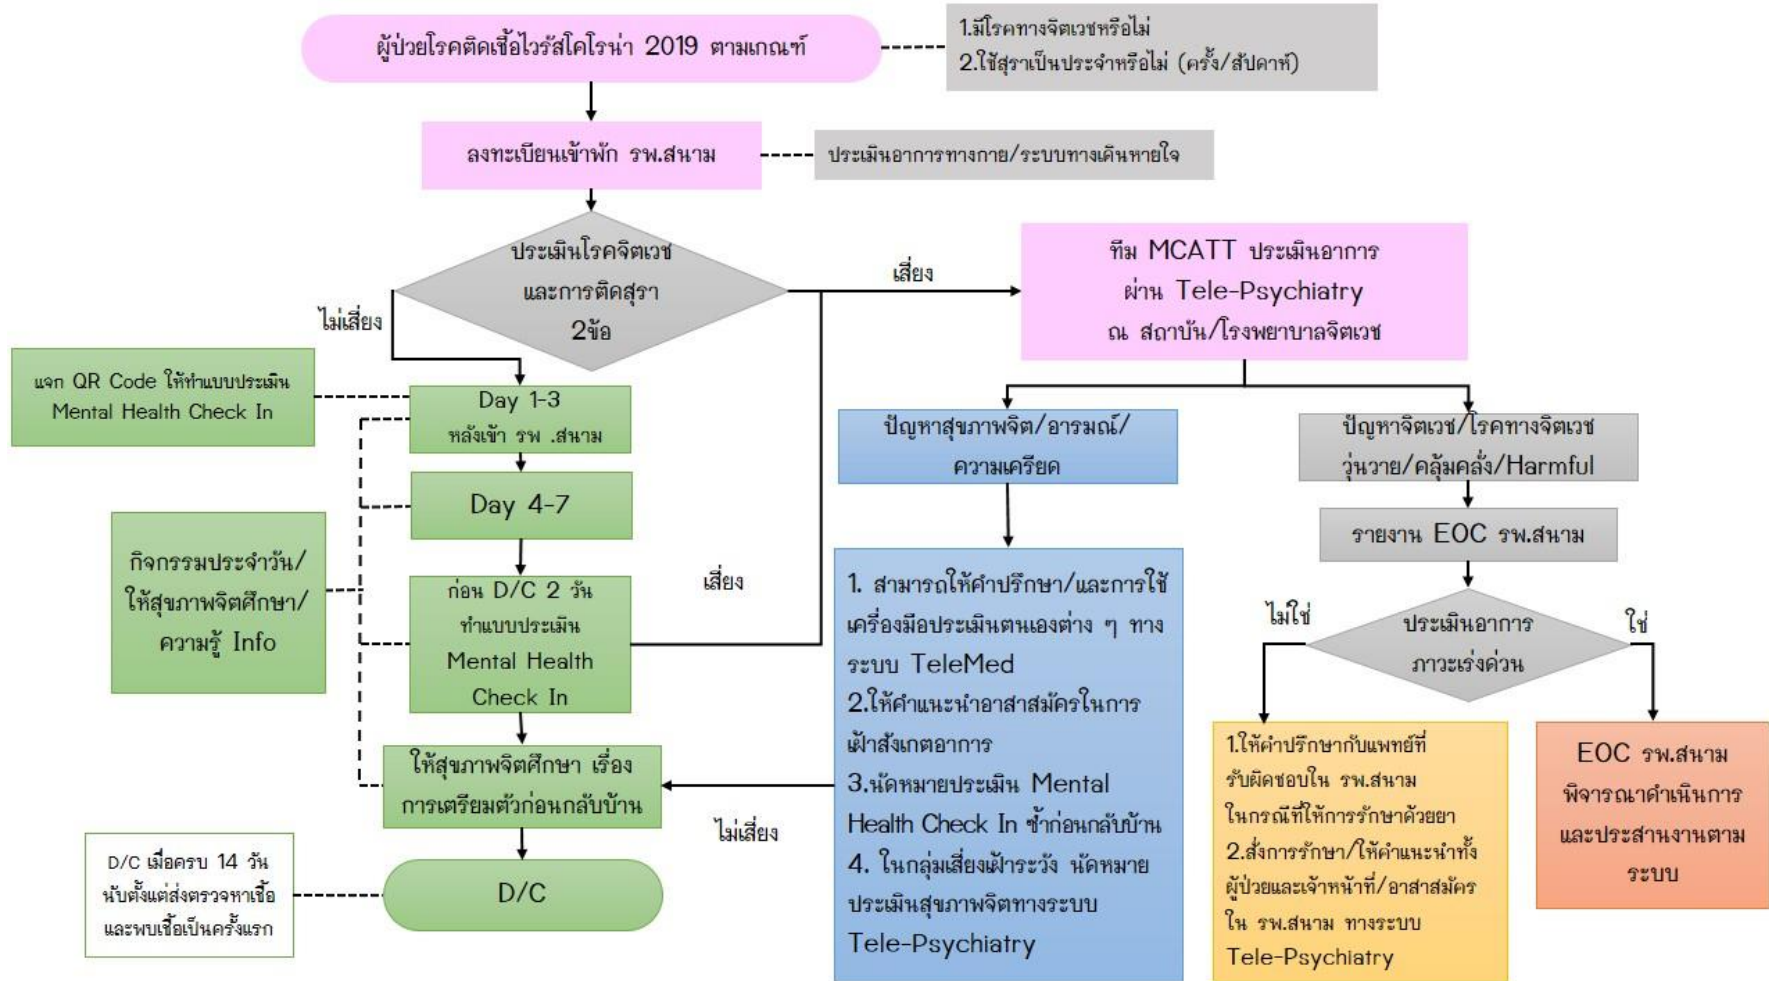 ผู้ป่วยโรคติดเชื้อไวรัสโคโรน่า 2019 ตามเกณฑ์
1.มีโรคทางจิตเวชหรือไม่
2.ใช้สุราเป็นประจำหรือไม่ (ครั้ง/สัปดาห์)
ลงทะเบียนเข้าพัก รพ.สนาม
ประเมินอาการทางกาย/ระบบทางเดินหายใจ
ประเมินโรคจิตเวช
และการติดสุรา
2ข้อ
เสี่ยง
ไม่เสี่ยง
ทีม MCATT ประเมินอาการ
ผ่าน Tele-Psychiatry
ณ สถาบัน/โรงพยาบาลจิตเวช
แจก QR Code ให้ทำแบบประเมิน
Mental Health Check In
Day 1-3
หลังเข้า รพ .สนาม
Day 4-7
กิจกรรมประจำวัน/
ให้สุขภาพจิตศึกษา/
ความรู้ Info
ก่อน D/C 2 วัน
ทำแบบประเมิน
Mental Health
Check In
เสี่ยง
ให้สุขภาพจิตศึกษา เรื่อง
การเตรียมตัวก่อนกลับบ้าน
ไม่เสี่ยง
D/C เมื่อครบ 14 วัน
นับตั้งแต่ส่งตรวจหาเชื้อ
และพบเชื้อเป็นครั้งแรก
D/C
ปัญหาสุขภาพจิต/อารมณ์/
ความเครียด
1. สามารถให้คำปรึกษา/และการใช้
เครื่องมือประเมินตนเองต่าง ๆ ทาง
ระบบ TeleMed
2.ให้คำแนะนำอาสาสมัครในการ
เฝ้าสังเกตอาการ
3.นัดหมายประเมิน Mental
Health Check In ซ้ำก่อนกลับบ้าน
4. ในกลุ่มเสี่ยงเฝ้าระวัง นัดหมาย
ประเมินสุขภาพจิตทางระบบ
Tele-Psychiatry
ปัญหาจิตเวช/โรคทางจิตเวช
วุ่นวาย/คลุ้มคลั่ง/Harmful
รายงาน EOC รพ.สนาม
ไม่ใช่
ประเมินอาการ
ภาวะเร่งด่วน
ใช่
1.ให้คำปรึกษากับแพทย์ที่
รับผิดชอบใน รพ.สนาม
ในกรณีที่ให้การรักษาด้วยยา
2.สั่งการรักษา/ให้คำแนะนำทั้ง
ผู้ป่วยและเจ้าหน้าที่/อาสาสมัคร
ใน รพ.สนาม ทางระบบ
Tele-Psychiatry
EOC รพ.สนาม
พิจารณาดำเนินการ
และประสานงานตาม
ระบบ